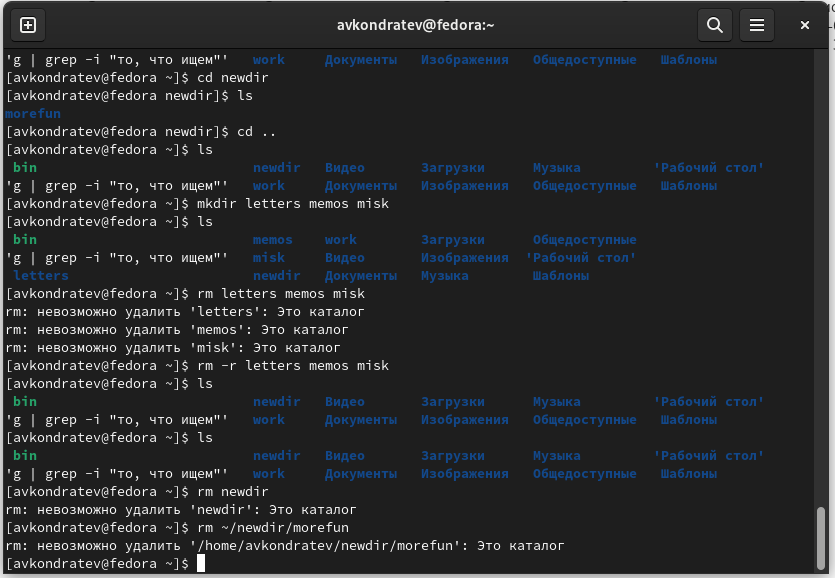 avkondratev@fedora:~
'g | grep -i "то, что ищем"' work Документы Изображения Общедоступные Шаблоны
[avkondratev@fedora ~]$ cd newdir
[avkondratev@fedora newdir]$ ls
morefun
[avkondratev@fedora newdir]$ cd ..
[avkondratev@fedora ~]$ ls
bin newdir Видео Загрузки Музыка 'Рабочий стол'
'g | grep -i "то, что ищем"' work Документы Изображения Общедоступные Шаблоны
[avkondratev@fedora ~]$ mkdir letters memos misk
[avkondratev@fedora ~]$ ls
bin memos work Загрузки Общедоступные
'g | grep -i "то, что ищем"' misk Видео Изображения 'Рабочий стол'
letters newdir Документы Музыка Шаблоны
[avkondratev@fedora ~]$ rm letters memos misk
rm: невозможно удалить 'letters': Это каталог
rm: невозможно удалить 'memos': Это каталог
rm: невозможно удалить 'misk': Это каталог
[avkondratev@fedora ~]$ rm -r letters memos misk
[avkondratev@fedora ~]$ ls
bin newdir Видео Загрузки Музыка 'Рабочий стол'
'g | grep -i "то, что ищем"' work Документы Изображения Общедоступные Шаблоны
[avkondratev@fedora ~]$ ls
bin newdir Видео Загрузки Музыка 'Рабочий стол'
'g | grep -i "то, что ищем"' work Документы Изображения Общедоступные Шаблоны
[avkondratev@fedora ~]$ rm newdir
rm: невозможно удалить 'newdir': Это каталог
[avkondratev@fedora ~]$ rm ~/newdir/morefun
rm: невозможно удалить '/home/avkondratev/newdir/morefun': Это каталог
[avkondratev@fedora ~]$